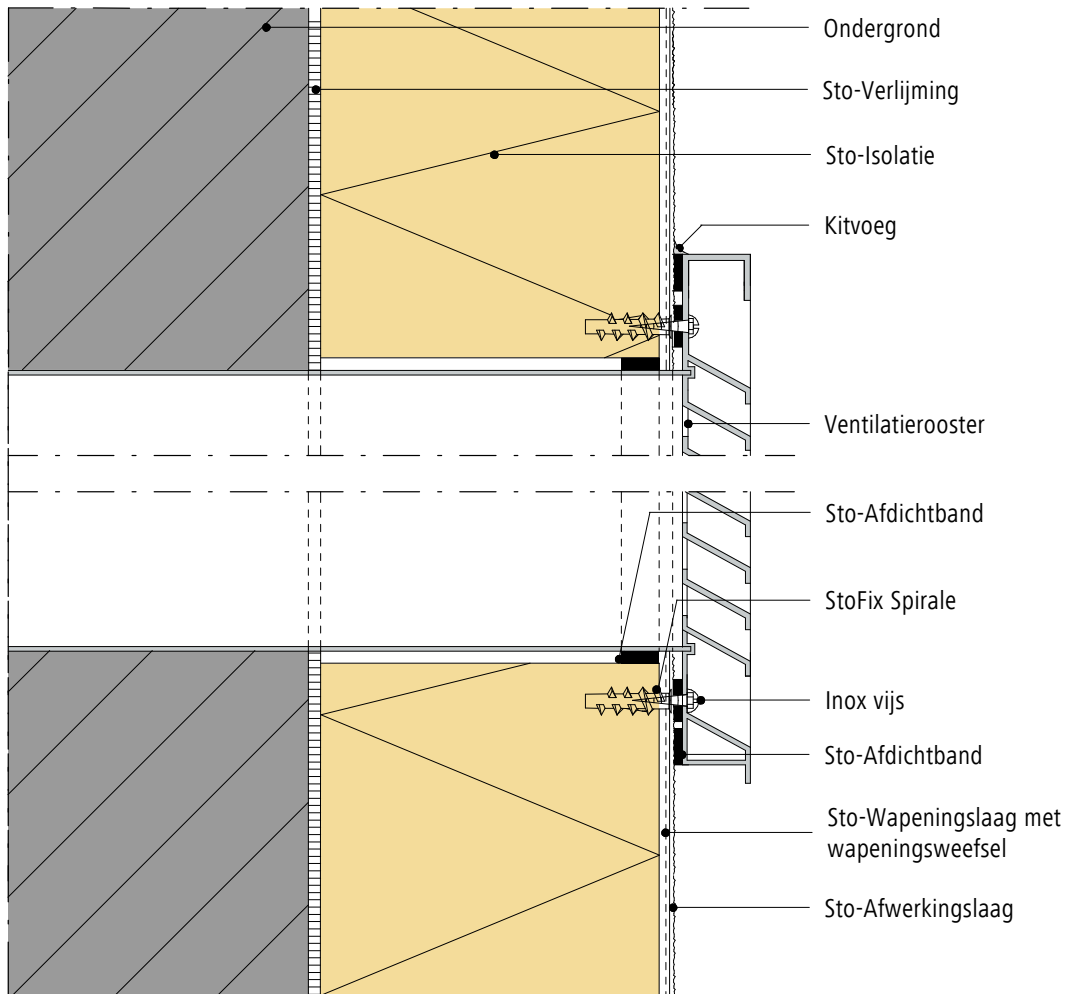 Ondergrond
Sto-Verlijming
Sto-Isolatie
Kitvoeg
Ventilatierooster
Sto-Afdichtband
StoFix Spirale
Inox vijs
Sto-Afdichtband
Sto-Wapeningslaag met
wapeningsweefsel
Sto-Afwerkingslaag